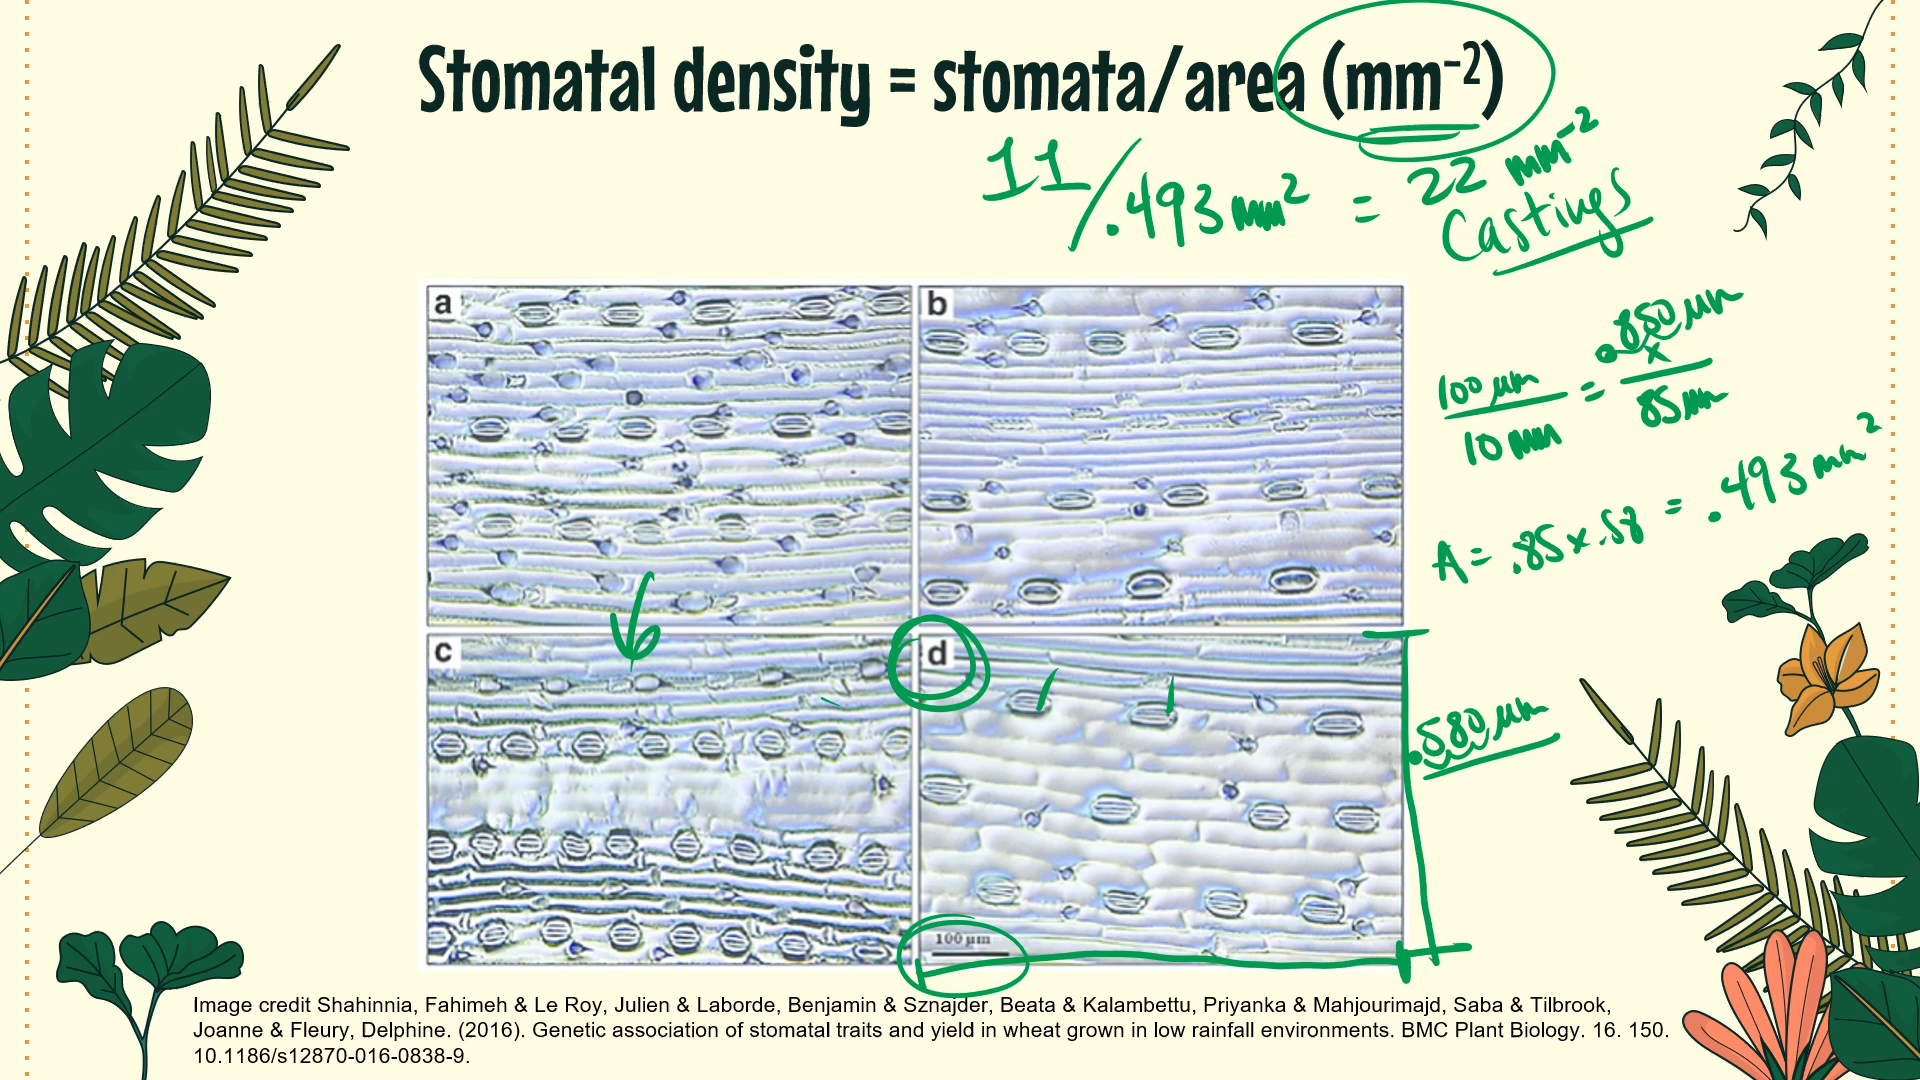 Stomatal density = stomata/area (mm⁻²)
11/.493 mm² = 22 mm⁻²
Castings
a
b
100 µm / 10 mm = .850 µm x / 85 mm
A = .85 x .58 = .493 mm²
c
d
.580 µm
100 µm
Image credit Shahinnia, Fahimeh & Le Roy, Julien & Laborde, Benjamin & Sznajder, Beata & Kalambettu, Priyanka & Mahjourimajd, Saba & Tilbrook,
Joanne & Fleury, Delphine. (2016). Genetic association of stomatal traits and yield in wheat grown in low rainfall environments. BMC Plant Biology. 16. 150.
10.1186/s12870-016-0838-9.